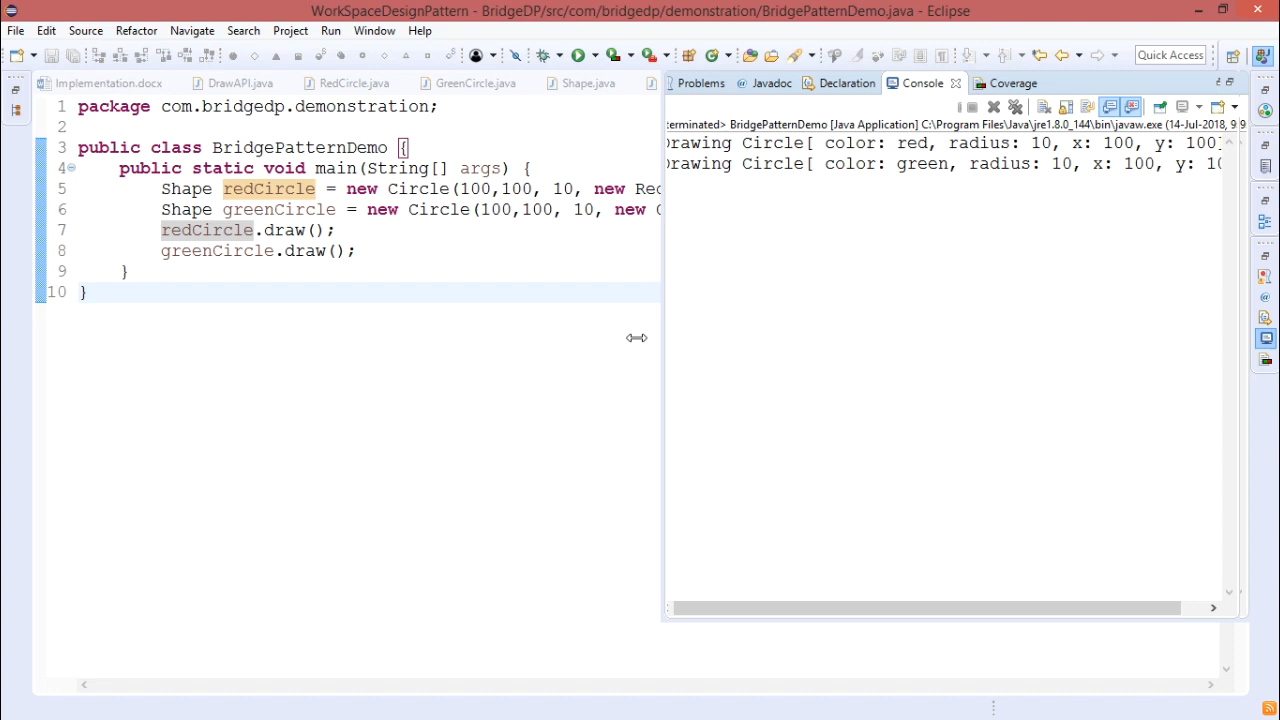 WorkSpaceDesignPattern - BridgeDP/src/com/bridgedp/demonstration/BridgePatternDemo.java - Eclipse
File Edit Source Refactor Navigate Search Project Run Window Help
Quick Access
Implementation.docx DrawAPI.java RedCircle.java GreenCircle.java Shape.java
Problems @ Javadoc Declaration Console Coverage
terminated> BridgePatternDemo [Java Application] C:\Program Files\Java\jre1.8.0_144\bin\javaw.exe (14-Jul-2018, 9 9
Drawing Circle[ color: red, radius: 10, x: 100, y: 100]
Drawing Circle[ color: green, radius: 10, x: 100, y: 10
1 package com.bridgedp.demonstration;
2
3 public class BridgePatternDemo {
4 public static void main(String[] args) {
5 Shape redCircle = new Circle(100,100, 10, new Red
6 Shape greenCircle = new Circle(100,100, 10, new G
7 redCircle.draw();
8 greenCircle.draw();
9 }
10 }